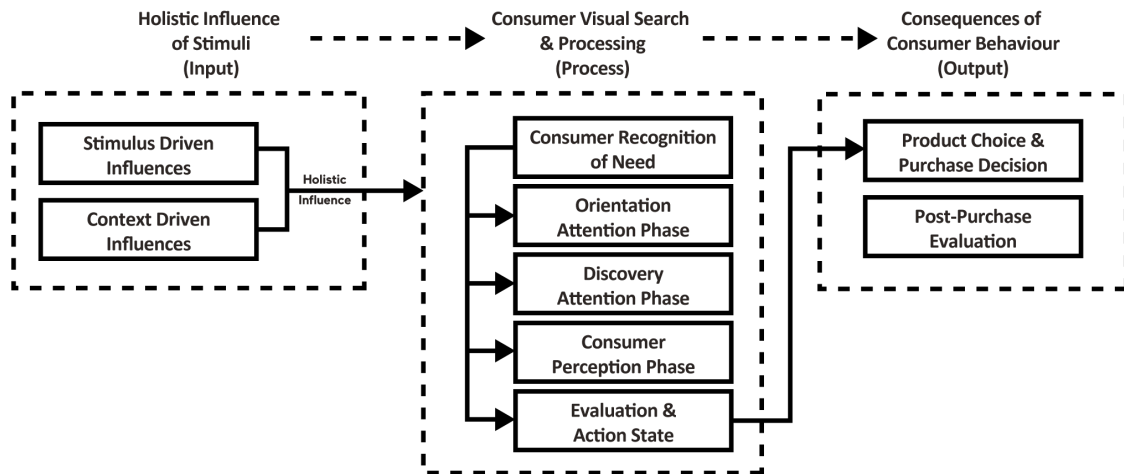 Holistic Influence
of Stimuli
(Input)
Consumer Visual Search
& Processing
(Process)
Consequences of
Consumer Behaviour
(Output)
Stimulus Driven
Influences
Context Driven
Influences
Holistic
Influence
Consumer Recognition
of Need
Orientation
Attention Phase
Discovery
Attention Phase
Consumer
Perception Phase
Evaluation &
Action State
Product Choice &
Purchase Decision
Post-Purchase
Evaluation